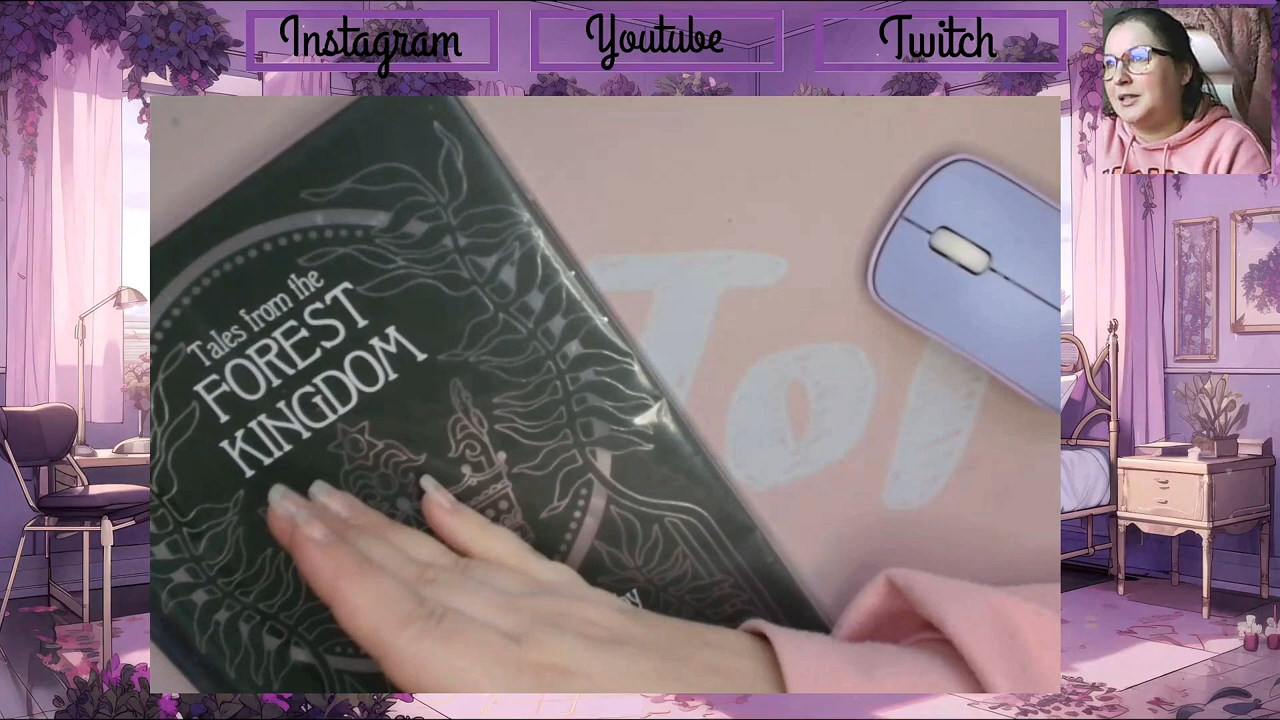 Instagram
Youtube
Twitch
Tales from the
FOREST
KINGDOM